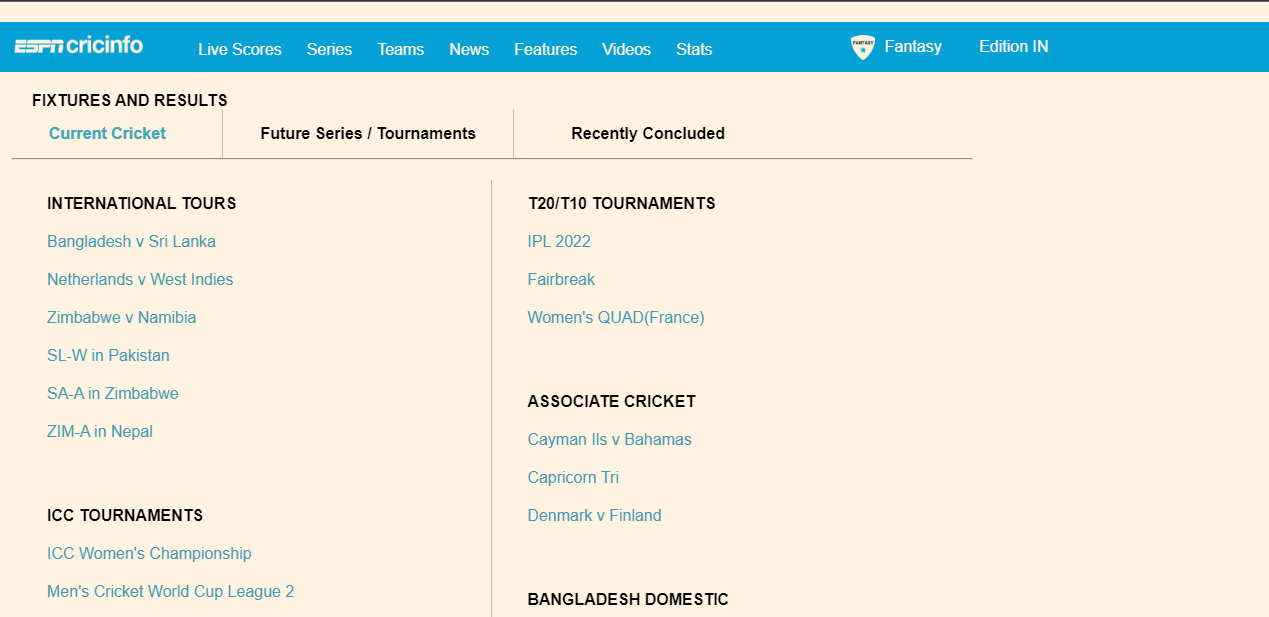 ESPN cricinfo Live Scores Series Teams News Features Videos Stats FANTASY Fantasy Edition IN
FIXTURES AND RESULTS
Current Cricket Future Series / Tournaments Recently Concluded
INTERNATIONAL TOURS
Bangladesh v Sri Lanka
Netherlands v West Indies
Zimbabwe v Namibia
SL-W in Pakistan
SA-A in Zimbabwe
ZIM-A in Nepal
ICC TOURNAMENTS
ICC Women's Championship
Men's Cricket World Cup League 2
T20/T10 TOURNAMENTS
IPL 2022
Fairbreak
Women's QUAD(France)
ASSOCIATE CRICKET
Cayman Ils v Bahamas
Capricorn Tri
Denmark v Finland
BANGLADESH DOMESTIC